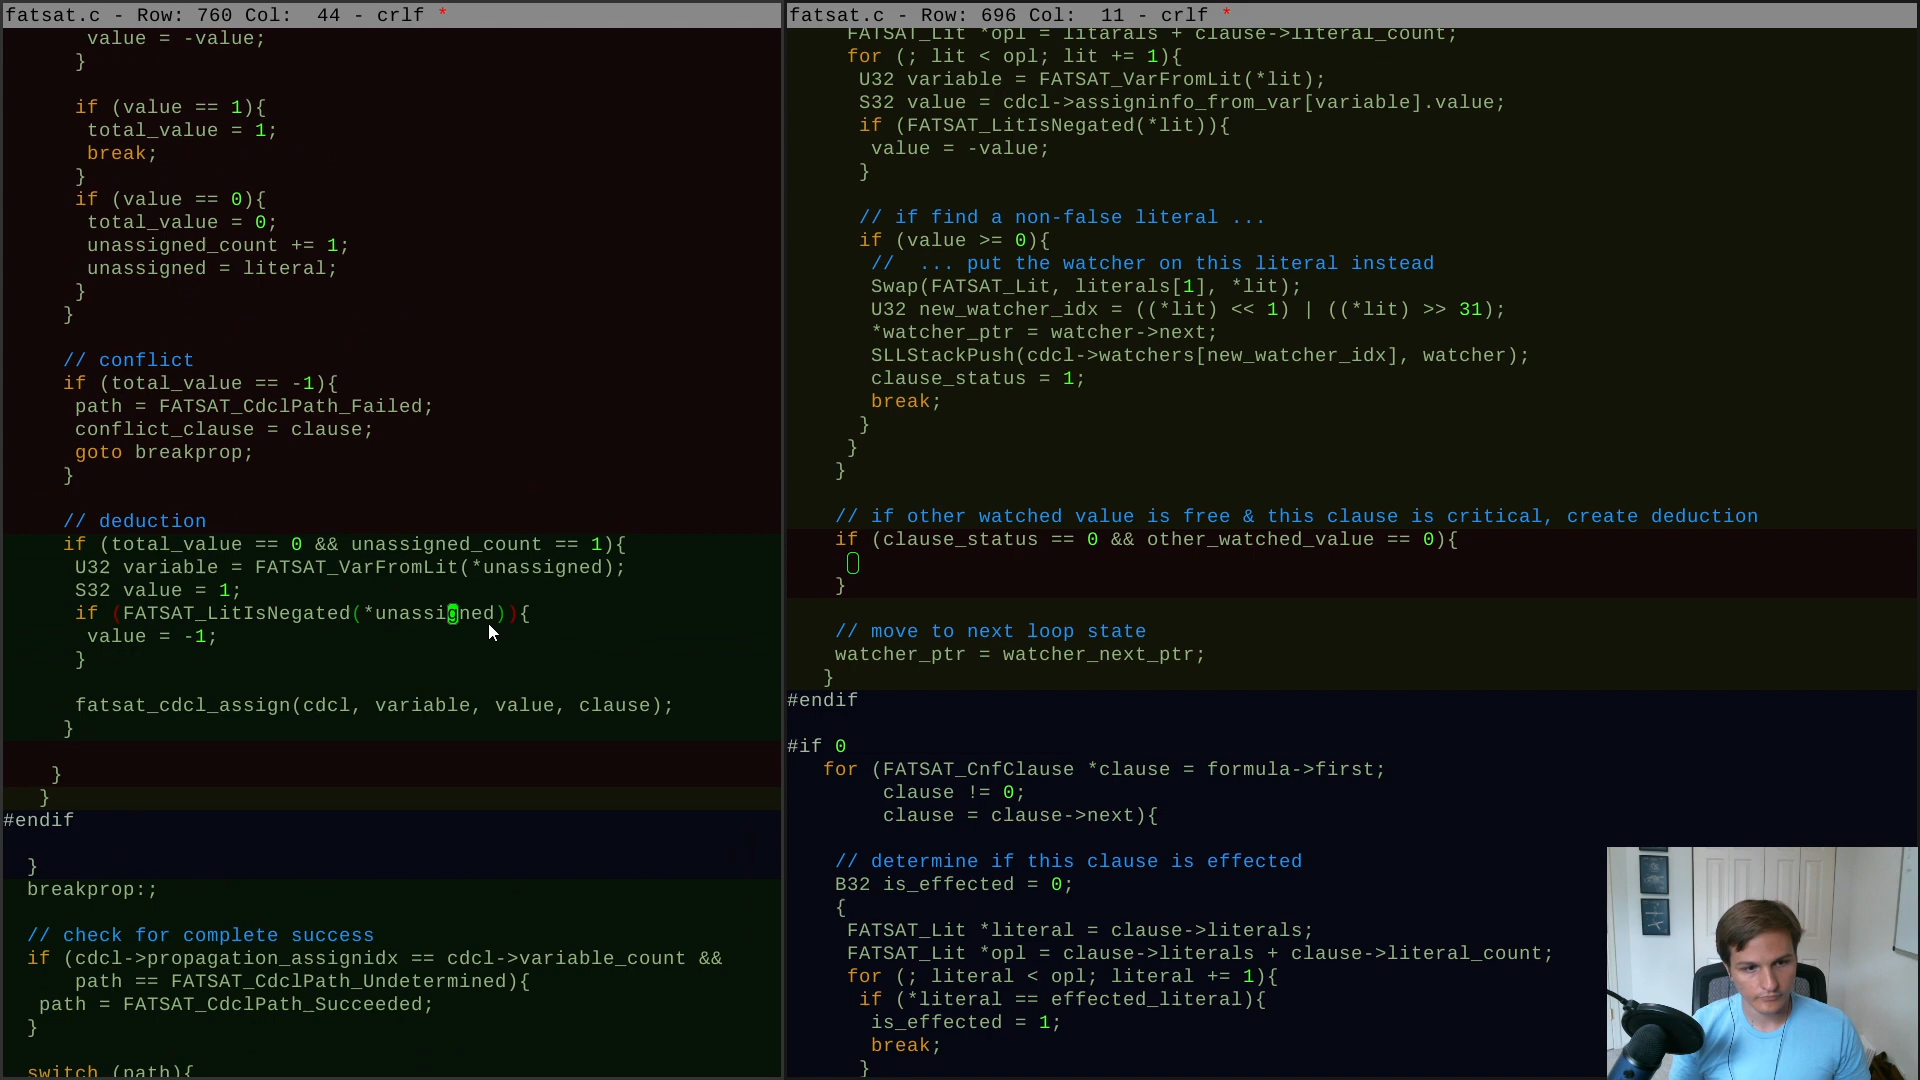 fatsat.c - Row: 760 Col:  44 - crlf *
value = -value;
}
if (value == 1){
total_value = 1;
break;
}
if (value == 0){
total_value = 0;
unassigned_count += 1;
unassigned = literal;
}
}
// conflict
if (total_value == -1){
path = FATSAT_CdclPath_Failed;
conflict_clause = clause;
goto breakprop;
}
// deduction
if (total_value == 0 && unassigned_count == 1){
U32 variable = FATSAT_VarFromLit(*unassigned);
S32 value = 1;
if (FATSAT_LitIsNegated(*unassigned)){
value = -1;
}
fatsat_cdcl_assign(cdcl, variable, value, clause);
}
}
}
#endif
}
breakprop:;
// check for complete success
if (cdcl->propagation_assignidx == cdcl->variable_count &&
path == FATSAT_CdclPath_Undetermined){
path = FATSAT_CdclPath_Succeeded;
}
switch (path){
fatsat.c - Row: 696 Col:  11 - crlf *
FATSAT_Lit *opl = litarals + clause->literal_count;
for (; lit < opl; lit += 1){
U32 variable = FATSAT_VarFromLit(*lit);
S32 value = cdcl->assigninfo_from_var[variable].value;
if (FATSAT_LitIsNegated(*lit)){
value = -value;
}
// if find a non-false literal ...
if (value >= 0){
//  ... put the watcher on this literal instead
Swap(FATSAT_Lit, literals[1], *lit);
U32 new_watcher_idx = ((*lit) << 1) | ((*lit) >> 31);
*watcher_ptr = watcher->next;
SLLStackPush(cdcl->watchers[new_watcher_idx], watcher);
clause_status = 1;
break;
}
}
}
// if other watched value is free & this clause is critical, create deduction
if (clause_status == 0 && other_watched_value == 0){
}
// move to next loop state
watcher_ptr = watcher_next_ptr;
}
#endif
#if 0
for (FATSAT_CnfClause *clause = formula->first;
clause != 0;
clause = clause->next){
// determine if this clause is effected
B32 is_effected = 0;
{
FATSAT_Lit *literal = clause->literals;
FATSAT_Lit *opl = clause->literals + clause->literal_count;
for (; literal < opl; literal += 1){
if (*literal == effected_literal){
is_effected = 1;
break;
}